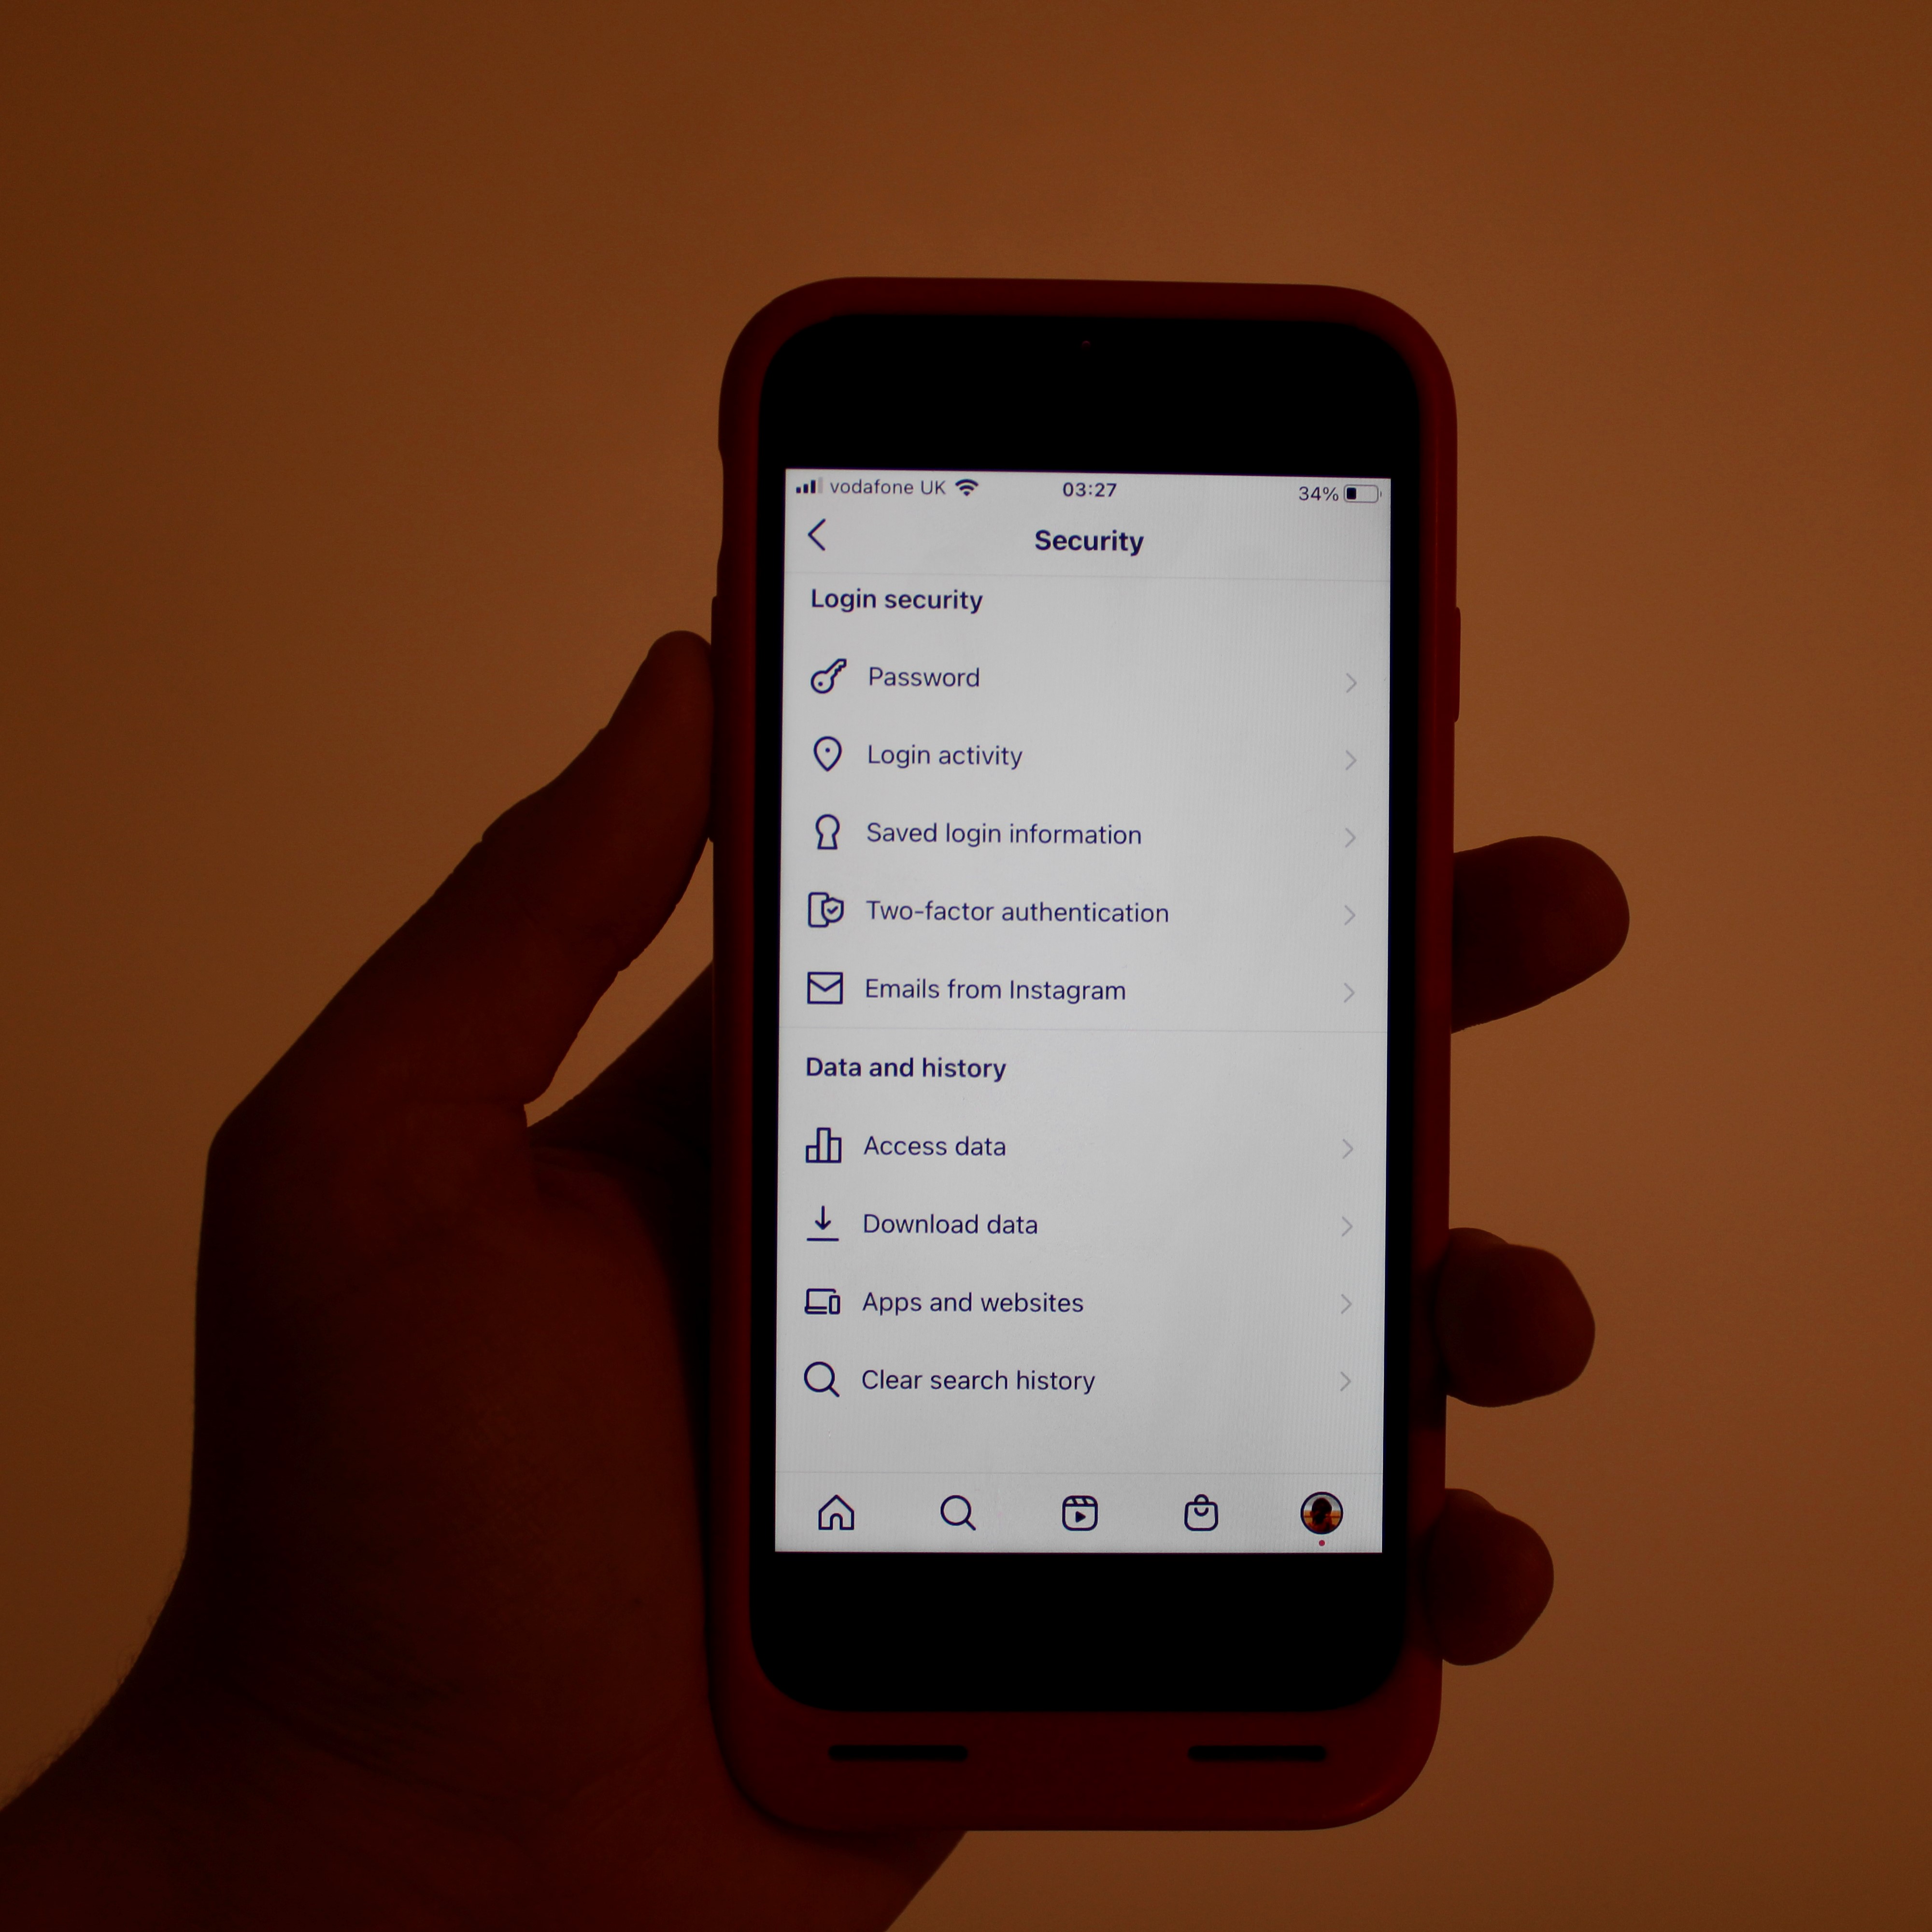 vodafone UK 03:27 34%
Security
Login security
Password
Login activity
Saved login information
Two-factor authentication
Emails from Instagram
Data and history
Access data
Download data
Apps and websites
Clear search history